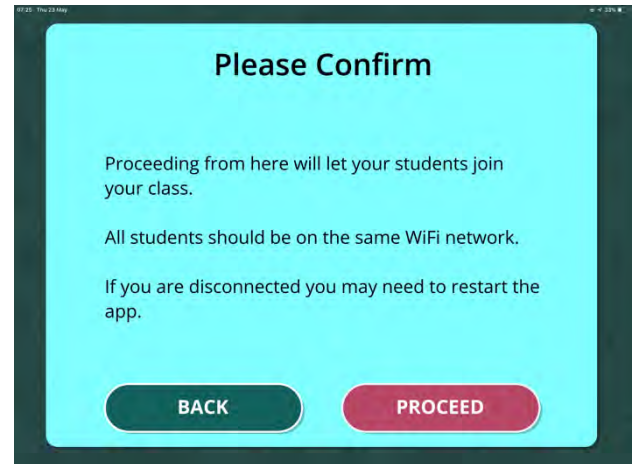 07:25 Thu 23 May
33%
Please Confirm
Proceeding from here will let your students join
your class.
All students should be on the same WiFi network.
If you are disconnected you may need to restart the
app.
BACK
PROCEED